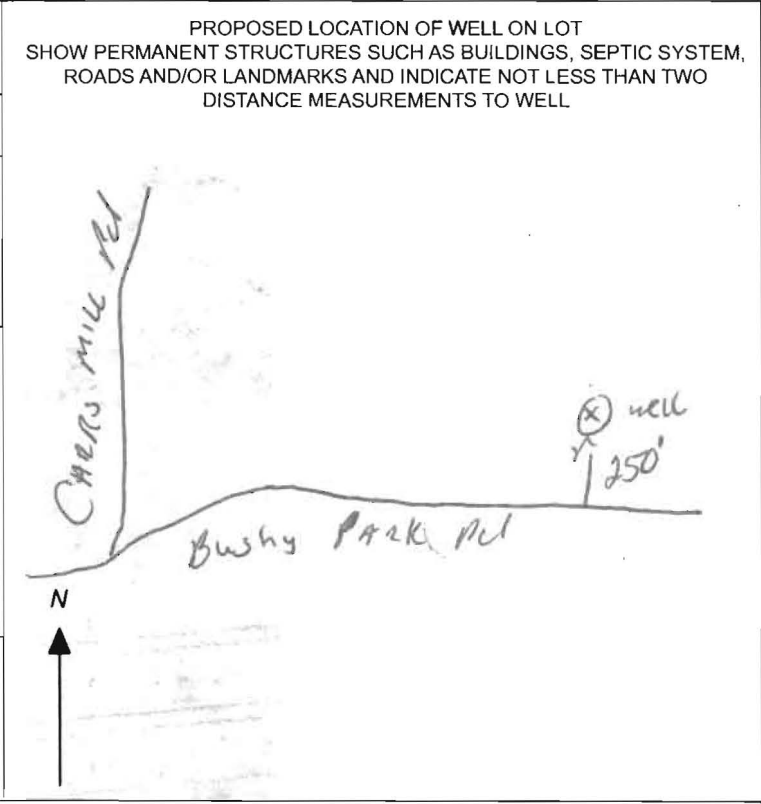 PROPOSED LOCATION OF WELL ON LOT
SHOW PERMANENT STRUCTURES SUCH AS BUILDINGS, SEPTIC SYSTEM,
ROADS AND/OR LANDMARKS AND INDICATE NOT LESS THAN TWO
DISTANCE MEASUREMENTS TO WELL
CARRS MILL Rd
X well
250'
Bushy PARK Rd
N